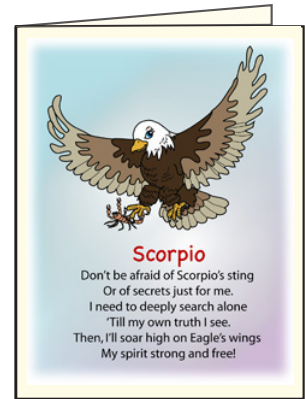 Scorpio
Don't be afraid of Scorpio's sting
Or of secrets just for me.
I need to deeply search alone
'Till my own truth I see.
Then, I'll soar high on Eagle's wings
My spirit strong and free!